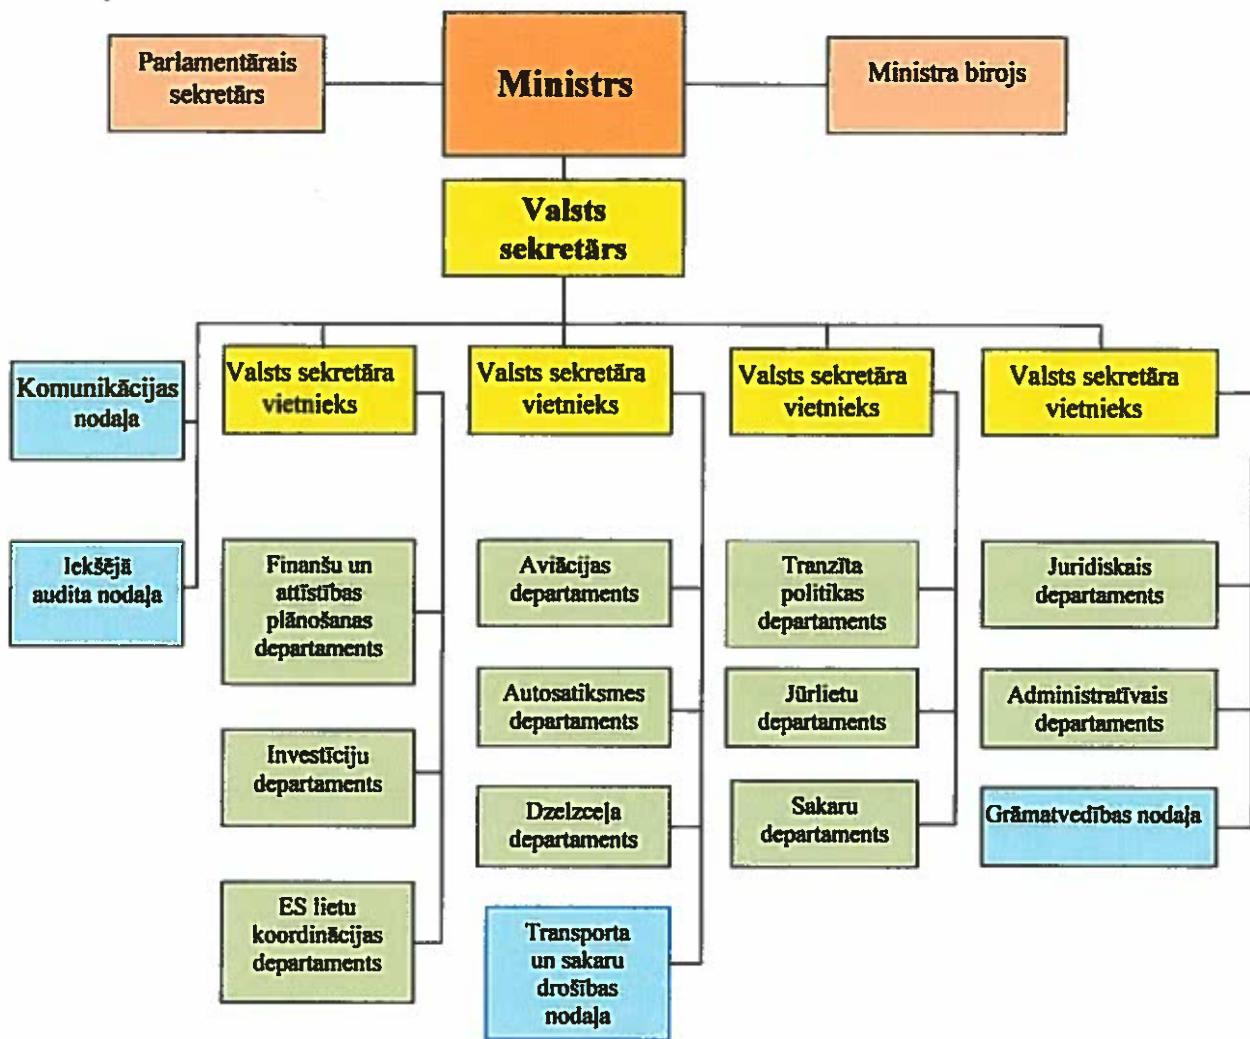 Parlamentārais
sekretārs
Ministrs
Ministra birojs
Valsts
sekretārs
Komunikācijas
nodaļa
Iekšējā
audita nodaļa
Valsts sekretāra
vietnieks
Finanšu un
attīstības
plānošanas
departaments
Investīciju
departaments
ES lietu
koordinācijas
departaments
Valsts sekretāra
vietnieks
Aviācijas
departaments
Autosatiksmes
departaments
Dzelzceļa
departaments
Transporta
un sakaru
drošības
nodaļa
Valsts sekretāra
vietnieks
Tranzīta
politikas
departaments
Jūrlietu
departaments
Sakaru
departaments
Valsts sekretāra
vietnieks
Juridiskais
departaments
Administratīvais
departaments
Grāmatvedības nodaļa